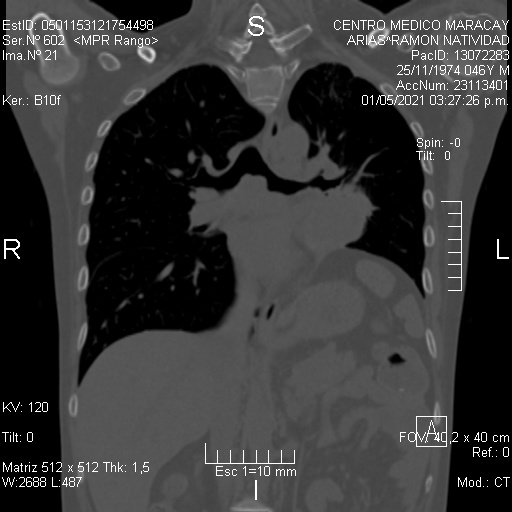 EstID: 0501153121754498
Ser.Nº 602 <MPR Rango>
Ima.Nº 21
Ker.: B10f
S
CENTRO MEDICO MARACAY
ARIAS^RAMON NATIVIDAD
PacID: 13072283
25/11/1974 046Y M
AccNum: 23113401
01/05/2021 03:27:26 p.m.
Spin: -0
Tilt: 0
R
L
KV: 120
Tilt: 0
Matriz 512 x 512 Thk: 1,5
W:2688 L:487
Esc 1=10 mm
I
A
FOV: 40,2 x 40 cm
Ref.: 0
Mod.: CT